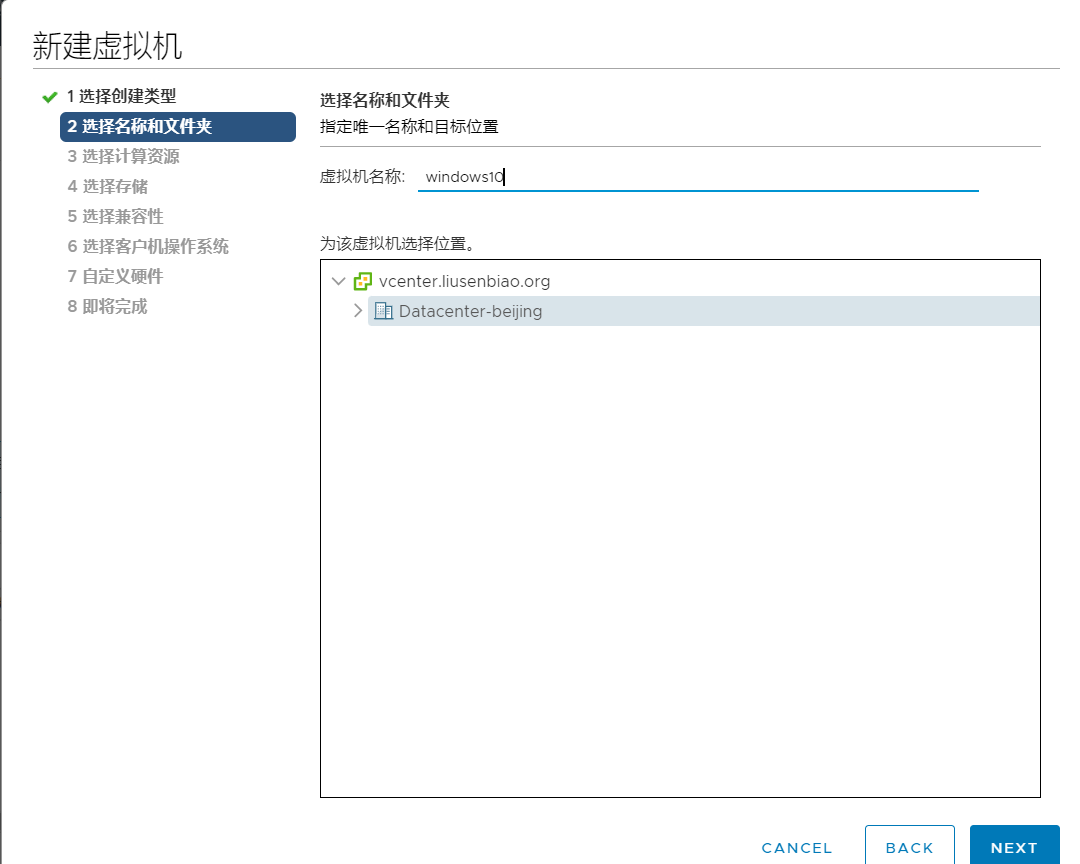 新建虚拟机
1 选择创建类型
2 选择名称和文件夹
3 选择计算资源
4 选择存储
5 选择兼容性
6 选择客户机操作系统
7 自定义硬件
8 即将完成
选择名称和文件夹
指定唯一名称和目标位置
虚拟机名称: windows10
为该虚拟机选择位置。
vcenter.liusenbiao.org
Datacenter-beijing
CANCEL BACK NEXT